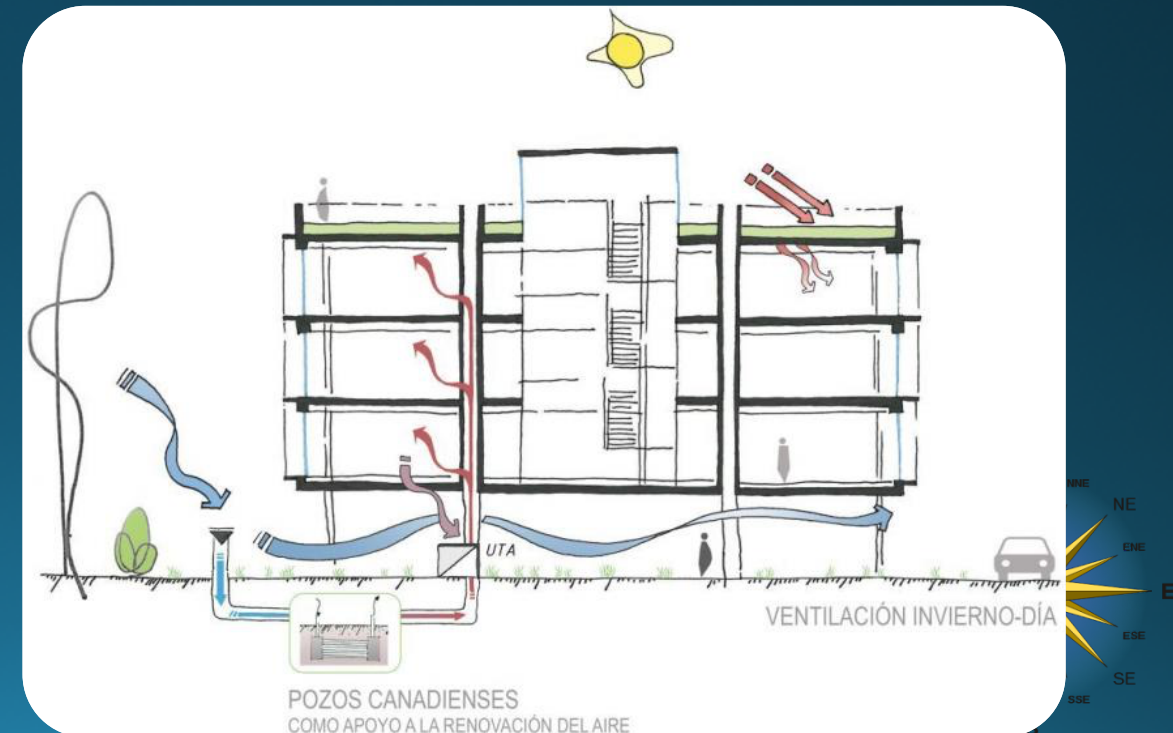 NNE
NE
ENE
E
ESE
SE
SSE
UTA
VENTILACIÓN INVIERNO-DÍA
POZOS CANADIENSES
COMO APOYO A LA RENOVACIÓN DEL AIRE